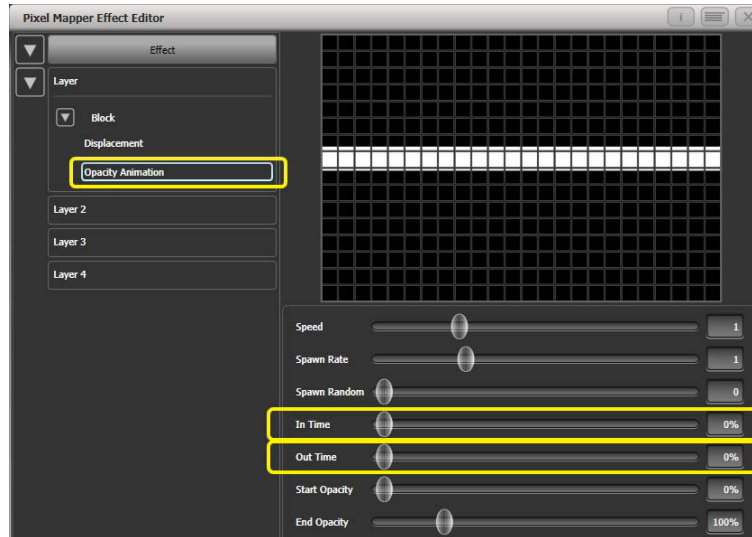 Pixel Mapper Effect Editor
Effect
Layer
Block
Displacement
Opacity Animation
Layer 2
Layer 3
Layer 4
Speed 1
Spawn Rate 1
Spawn Random 0
In Time 0%
Out Time 0%
Start Opacity 0%
End Opacity 100%